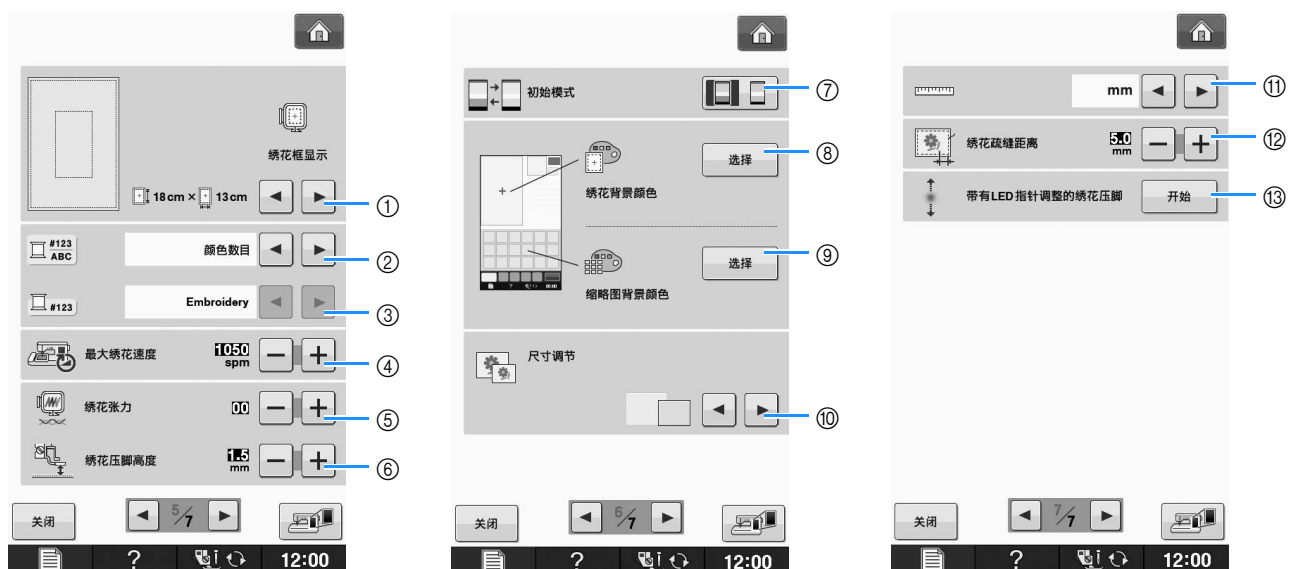 绣花框显示
18cm × 13cm
①
#123
ABC
颜色数目
②
#123
Embroidery
③
最大绣花速度
1050
spm
④
绣花张力
00
⑤
绣花压脚高度
1.5
mm
⑥
关闭
5/7
?
12:00
初始模式
⑦
选择
⑧
绣花背景颜色
选择
⑨
缩略图背景颜色
尺寸调节
⑩
关闭
6/7
?
12:00
mm
⑪
绣花疏缝距离
5.0
mm
⑫
带有LED指针调整的绣花压脚
开始
⑬
关闭
7/7
?
12:00